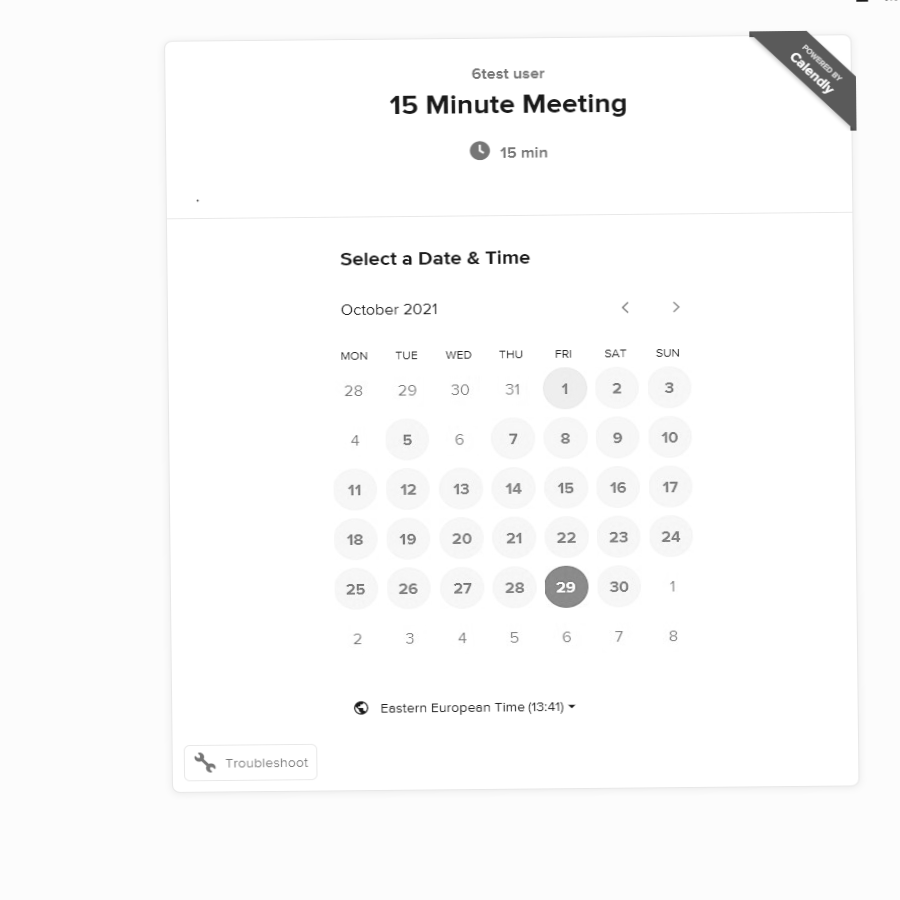 POWERED BY
Calendly
6test user
15 Minute Meeting
15 min
Select a Date & Time
October 2021
MON TUE WED THU FRI SAT SUN
28 29 30 31 1 2 3
4 5 6 7 8 9 10
11 12 13 14 15 16 17
18 19 20 21 22 23 24
25 26 27 28 29 30 1
2 3 4 5 6 7 8
Eastern European Time (13:41)
Troubleshoot